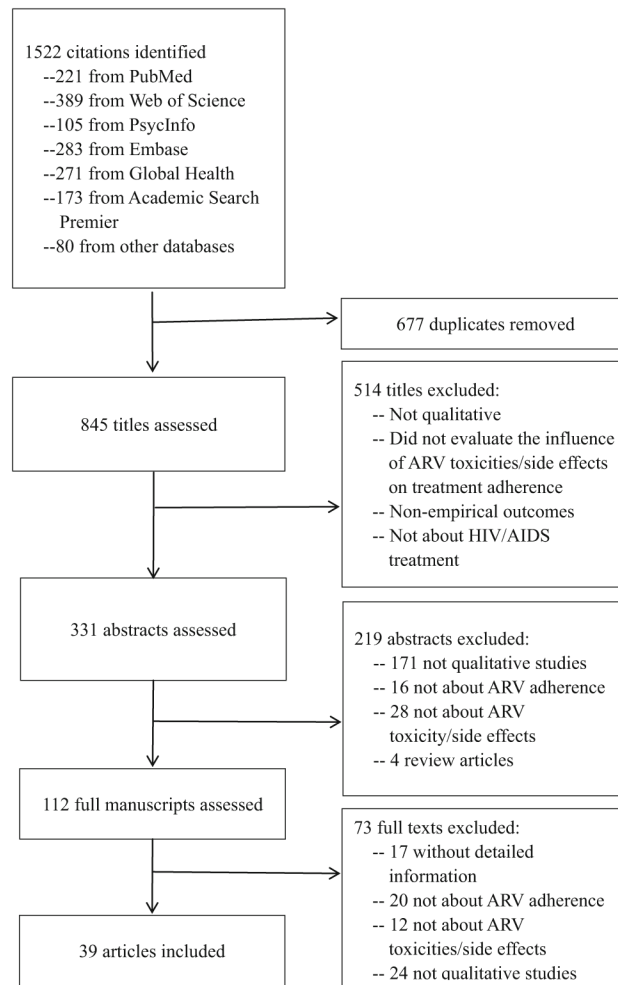 1522 citations identified
--221 from PubMed
--389 from Web of Science
--105 from PsycInfo
--283 from Embase
--271 from Global Health
--173 from Academic Search
Premier
--80 from other databases
677 duplicates removed
845 titles assessed
514 titles excluded:
-- Not qualitative
-- Did not evaluate the influence
of ARV toxicities/side effects
on treatment adherence
-- Non-empirical outcomes
-- Not about HIV/AIDS
treatment
331 abstracts assessed
219 abstracts excluded:
-- 171 not qualitative studies
-- 16 not about ARV adherence
-- 28 not about ARV
toxicity/side effects
-- 4 review articles
112 full manuscripts assessed
73 full texts excluded:
-- 17 without detailed
information
-- 20 not about ARV adherence
-- 12 not about ARV
toxicities/side effects
-- 24 not qualitative studies
39 articles included